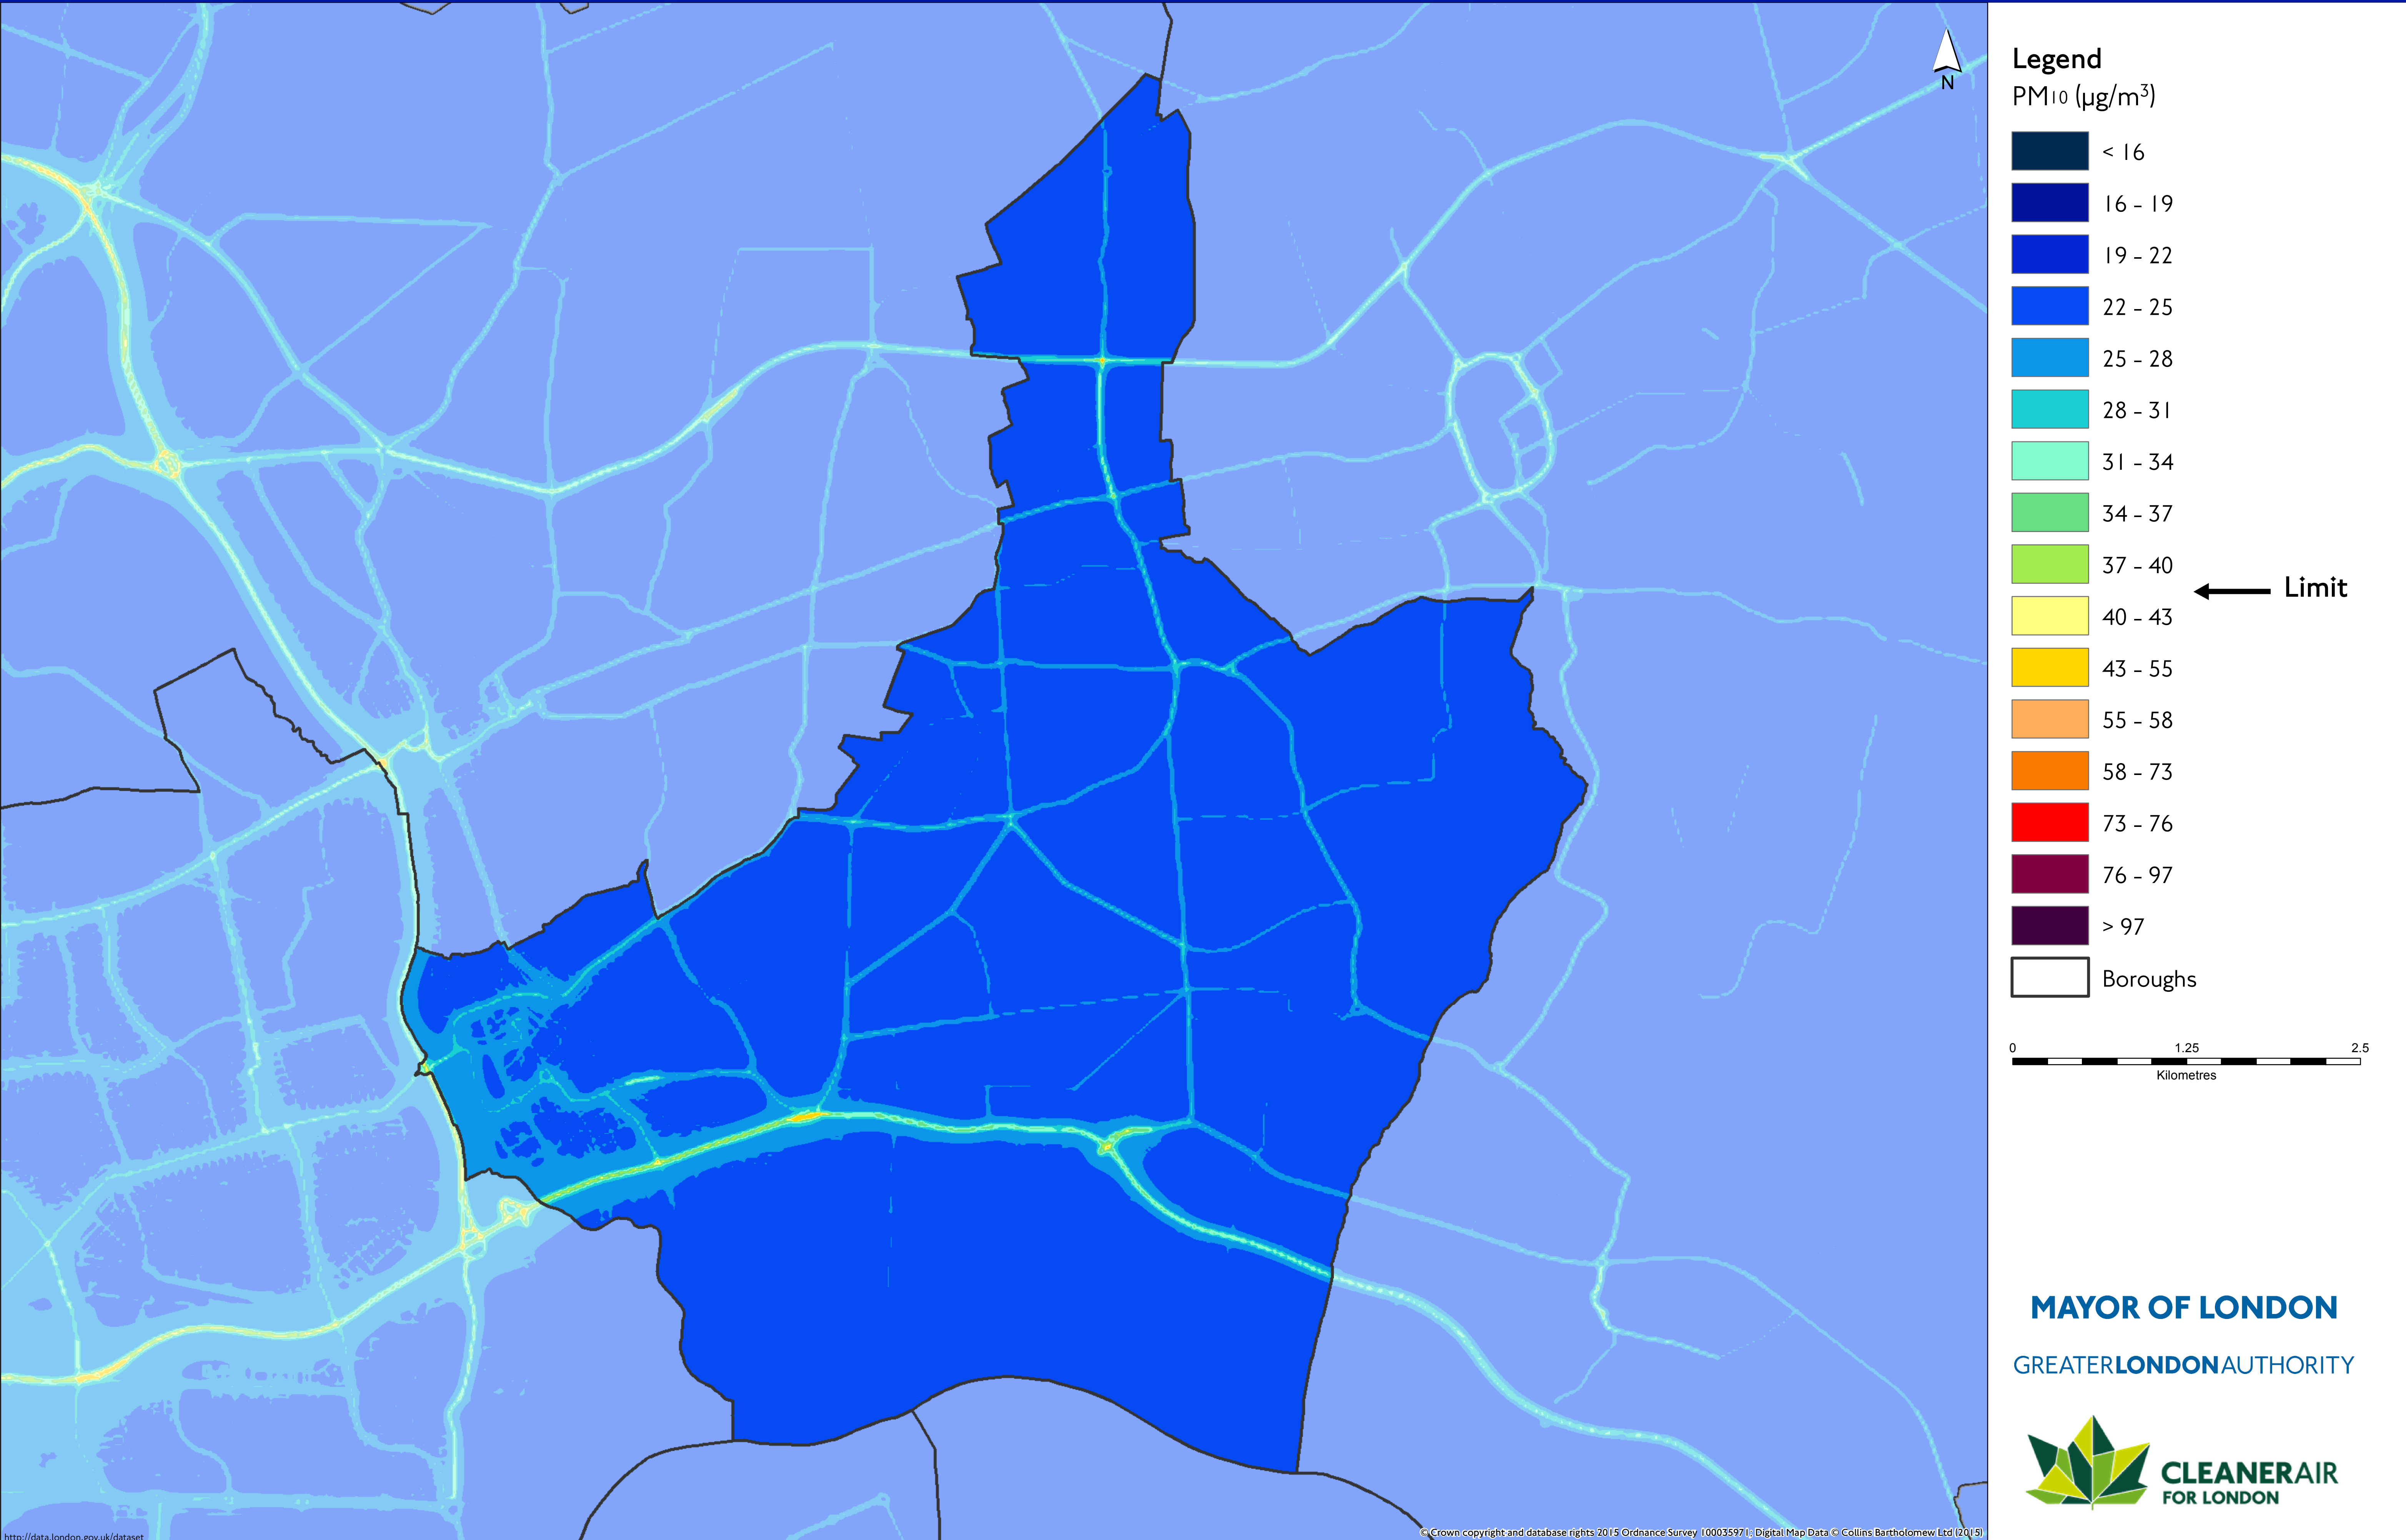 N
Legend
PM10 (µg/m3)
< 16
16 - 19
19 - 22
22 - 25
25 - 28
28 - 31
31 - 34
34 - 37
37 - 40
Limit
40 - 43
43 - 55
55 - 58
58 - 73
73 - 76
76 - 97
> 97
Boroughs
0 1.25 2.5
Kilometres
MAYOR OF LONDON
GREATERLONDONAUTHORITY
CLEANERAIR
FOR LONDON
http://data.london.gov.uk/dataset
© Crown copyright and database rights 2015 Ordnance Survey 100035971; Digital Map Data © Collins Bartholomew Ltd (2015)